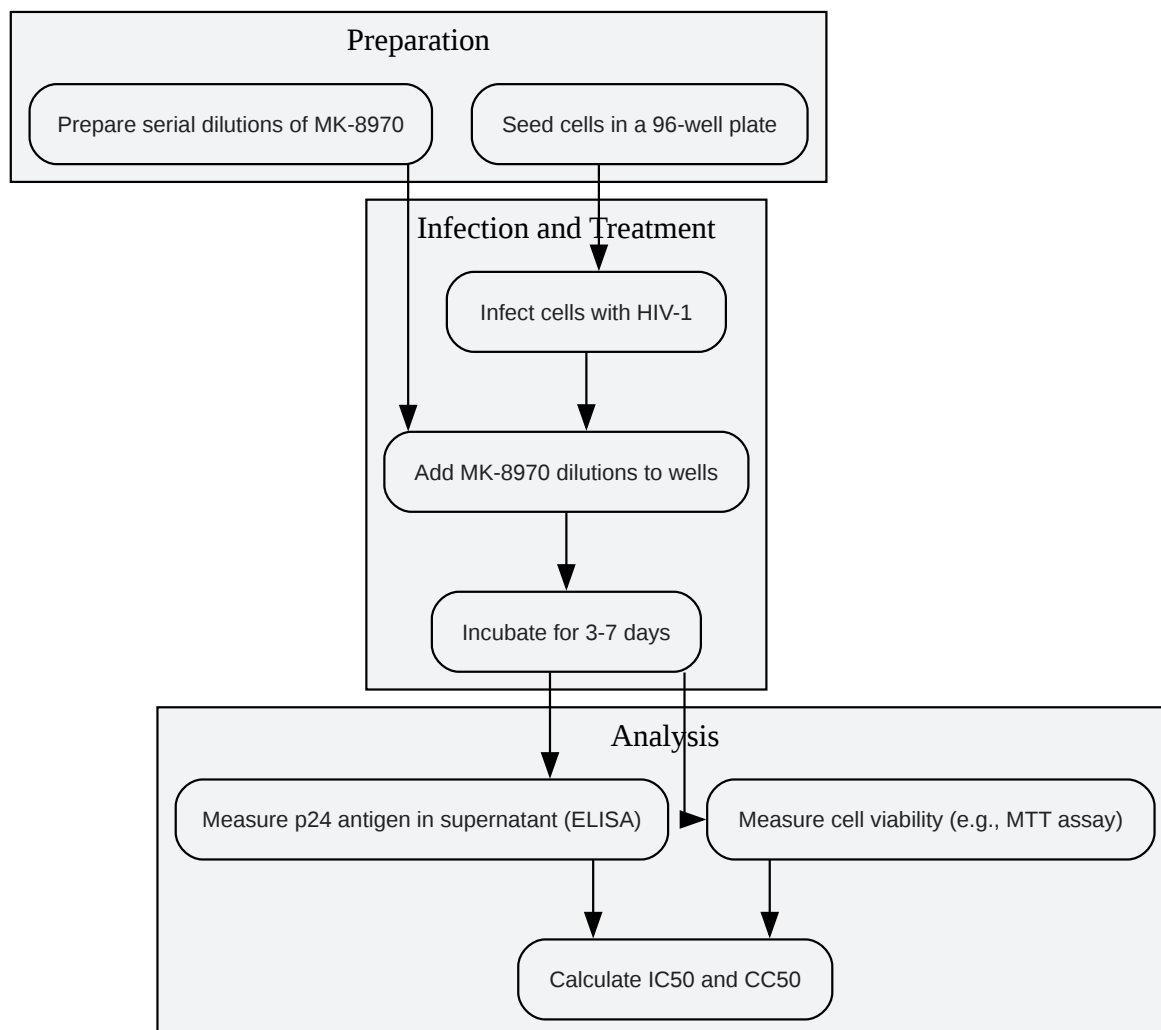 Preparation
Prepare serial dilutions of MK-8970
Seed cells in a 96-well plate
Infection and Treatment
Infect cells with HIV-1
Add MK-8970 dilutions to wells
Incubate for 3-7 days
Analysis
Measure p24 antigen in supernatant (ELISA)
Measure cell viability (e.g., MTT assay)
Calculate IC50 and CC50